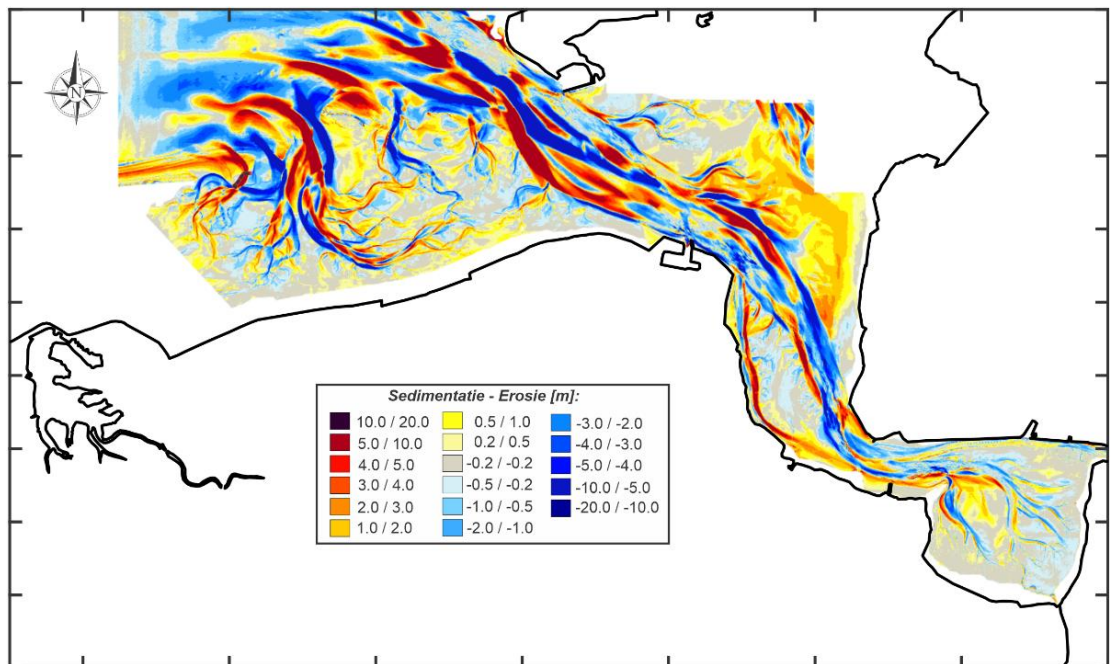 N
Sedimentatie - Erosie [m]:
10.0 / 20.0 0.5 / 1.0 -3.0 / -2.0
5.0 / 10.0 0.2 / 0.5 -4.0 / -3.0
4.0 / 5.0 -0.2 / -0.2 -5.0 / -4.0
3.0 / 4.0 -0.5 / -0.2 -10.0 / -5.0
2.0 / 3.0 -1.0 / -0.5 -20.0 / -10.0
1.0 / 2.0 -2.0 / -1.0